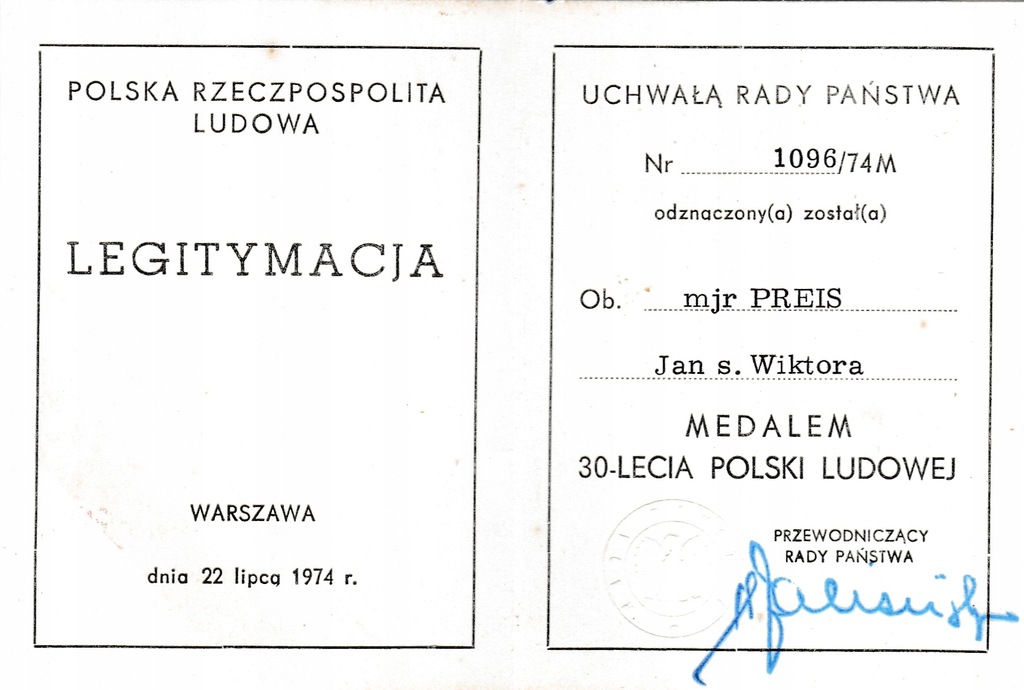 POLSKA RZECZPOSPOLITA
LUDOWA
LEGITYMACJA
WARSZAWA
dnia 22 lipca 1974 r.
UCHWAŁĄ RADY PAŃSTWA
Nr 1096/74M
odznaczony(a) został(a)
Ob. mjr PREIS
Jan s. Wiktora
MEDALEM
30-LECIA POLSKI LUDOWEJ
PRZEWODNICZĄCY
RADY PAŃSTWA